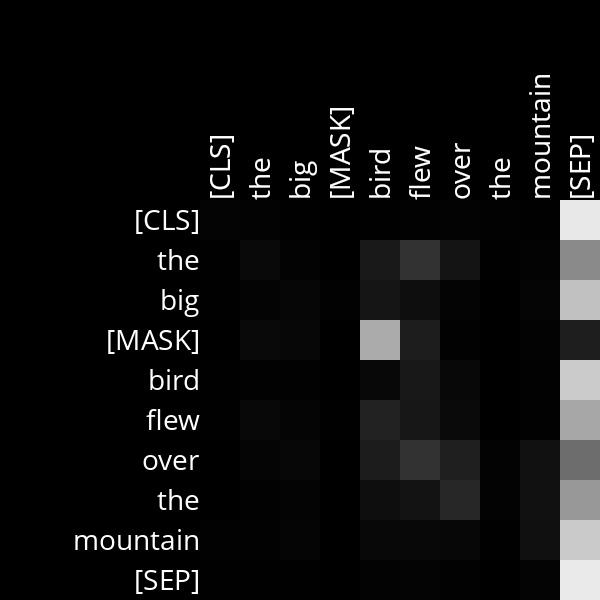 [CLS] the big [MASK] bird flew over the mountain [SEP]
[CLS]
the
big
[MASK]
bird
flew
over
the
mountain
[SEP]